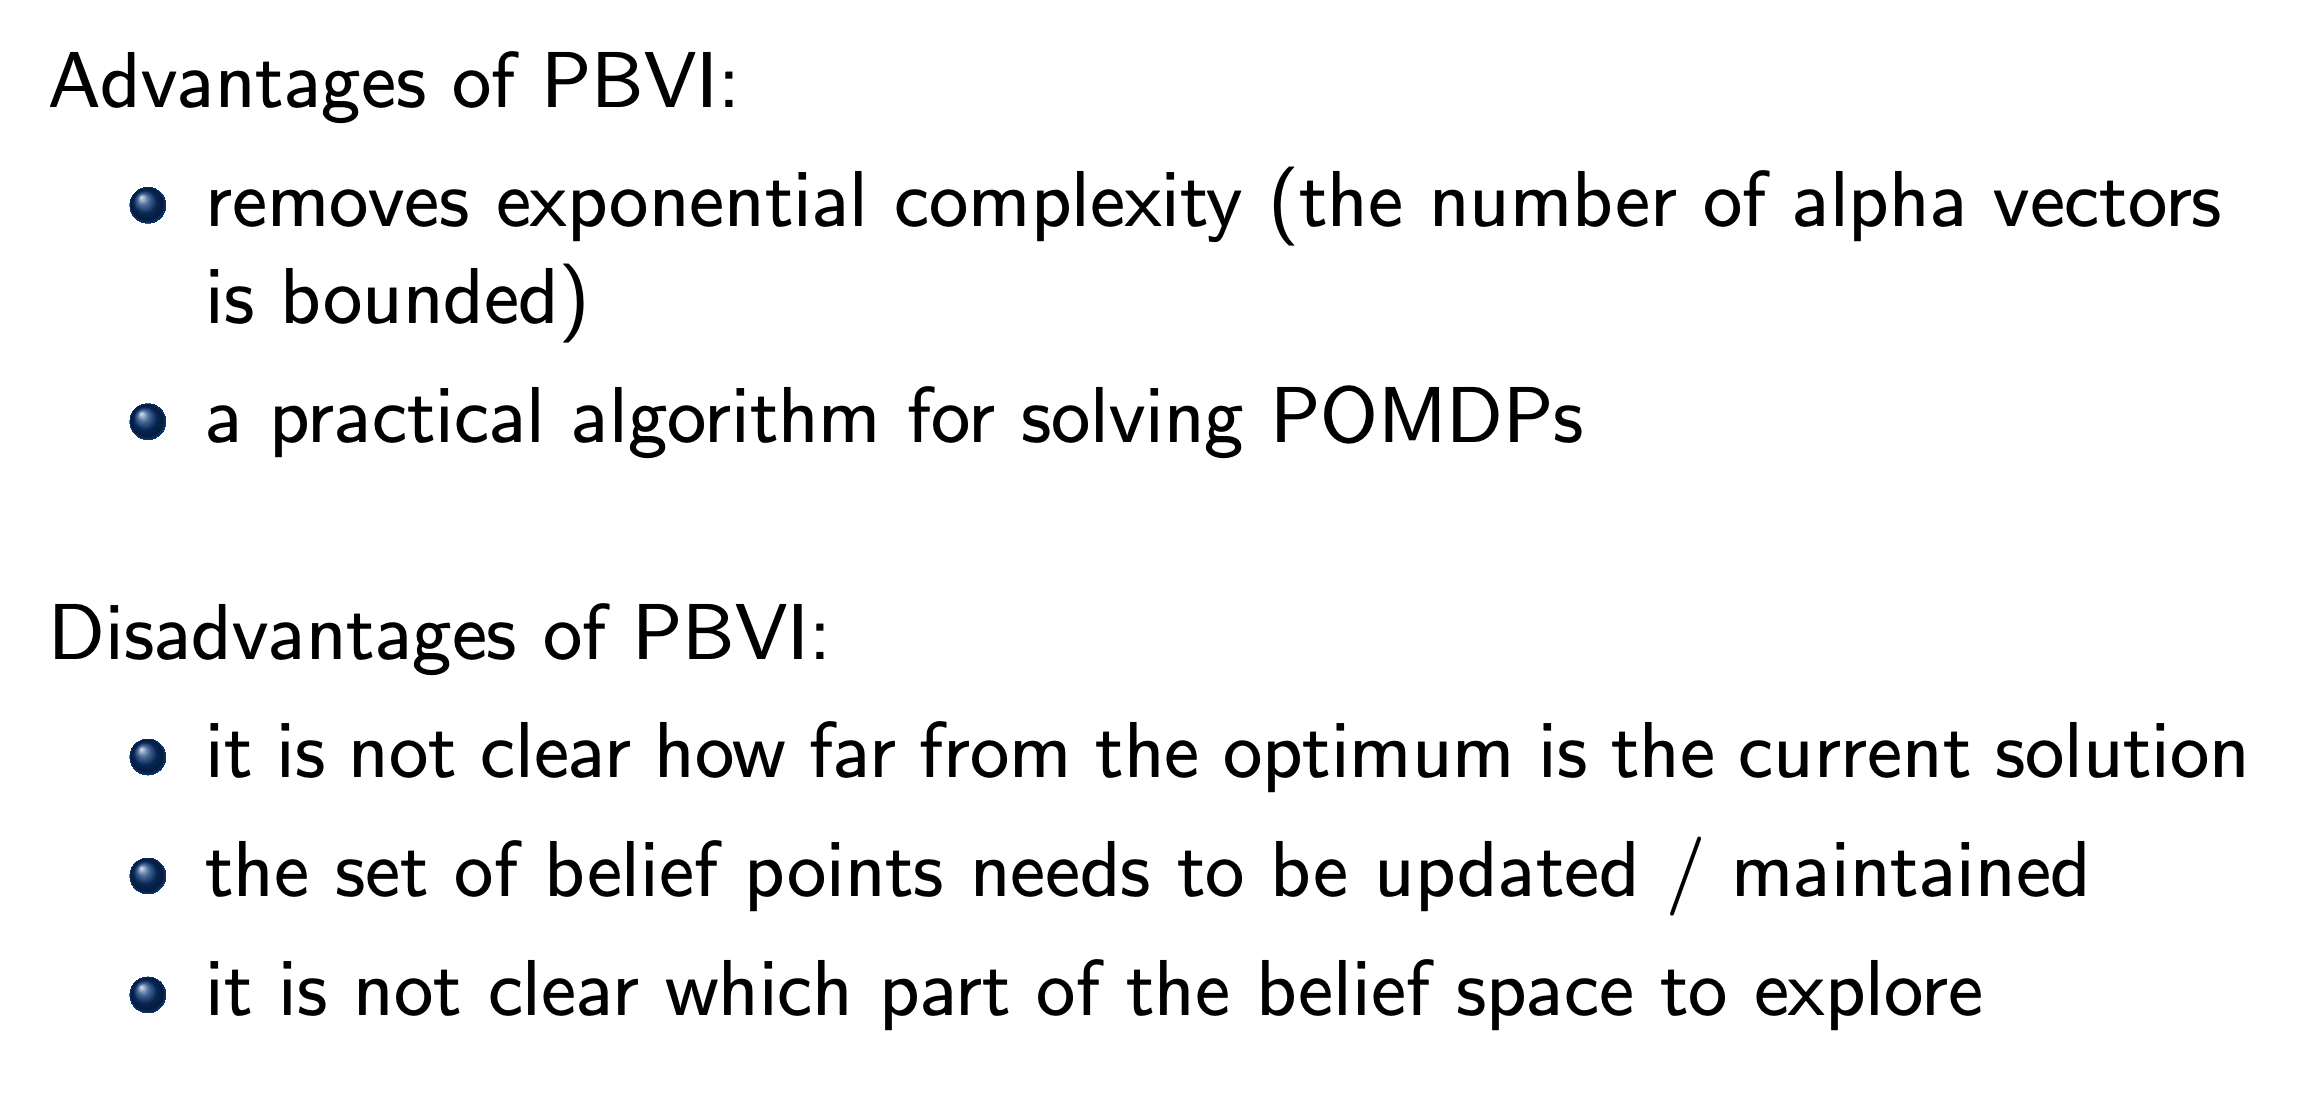 Advantages of PBVI:
removes exponential complexity (the number of alpha vectors
is bounded)
a practical algorithm for solving POMDPs
Disadvantages of PBVI:
it is not clear how far from the optimum is the current solution
the set of belief points needs to be updated / maintained
it is not clear which part of the belief space to explore